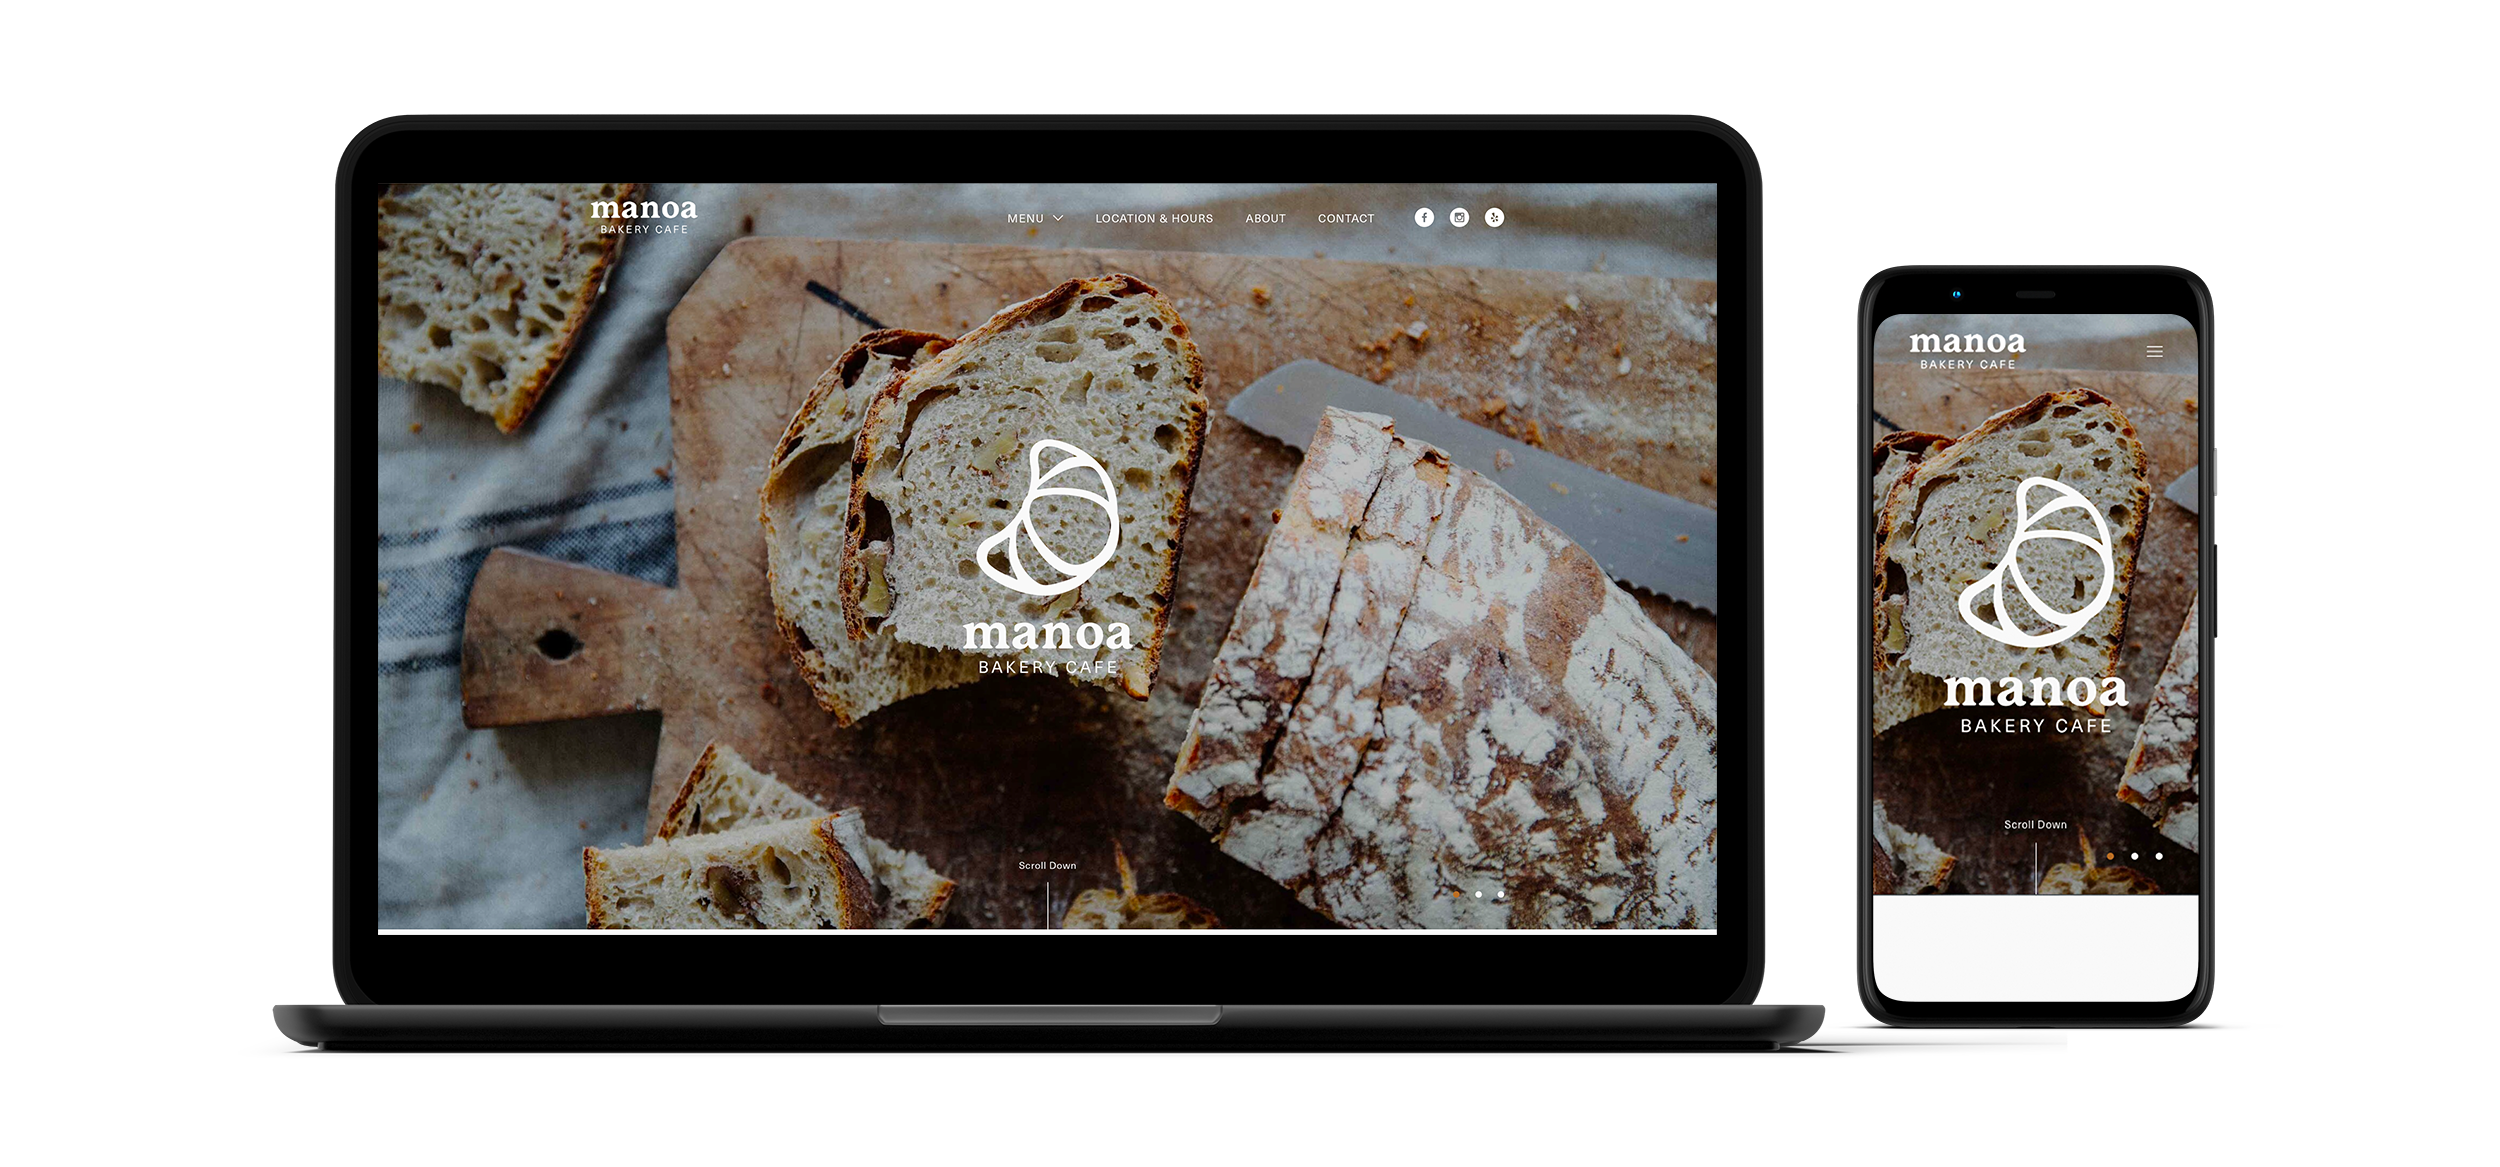 manoa
BAKERY CAFE
MENU
LOCATION & HOURS
ABOUT
CONTACT
manoa
BAKERY CAFE
Scroll Down
manoa
BAKERY CAFE
manoa
BAKERY CAFE
Scroll Down